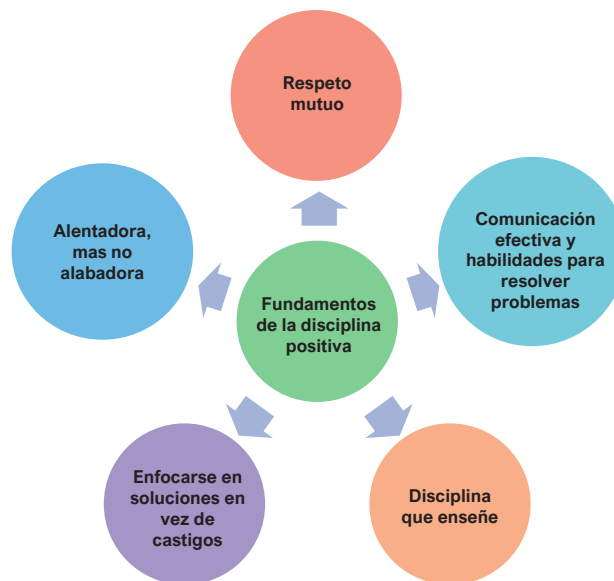 Respeto
mutuo
Comunicación
efectiva y
habilidades para
resolver
problemas
Disciplina
que enseñe
Enfocarse en
soluciones en
vez de
castigos
Alentadora,
mas no
alabadora
Fundamentos
de la disciplina
positiva